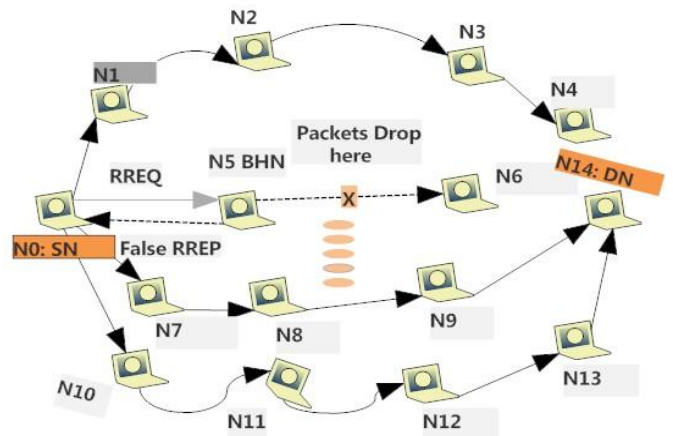 N2
N3
N1
N4
Packets Drop
here
RREQ
N5 BHN
N14: DN
N6
X
N0: SN
False RREP
N7
N8
N9
N10
N11
N12
N13